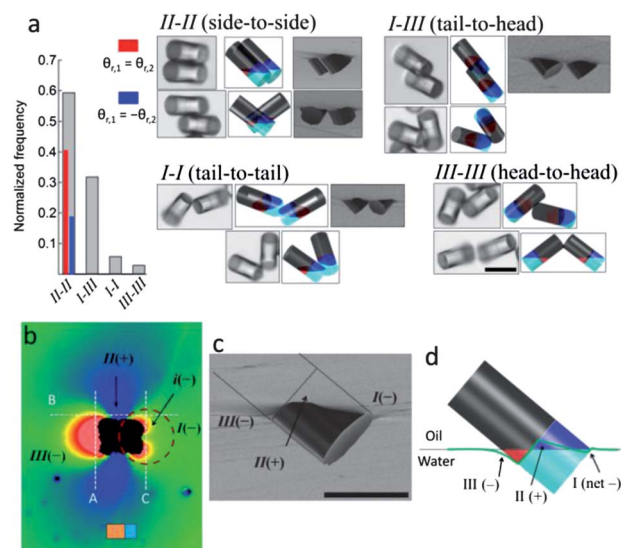 a
II-II (side-to-side)
I-III (tail-to-head)
θr,1 = θr,2
θr,1 = −θr,2
Normalized frequency
0.7
0.6
0.5
0.4
0.3
0.2
0.1
II-II
I-III
I-I
III-III
I-I (tail-to-tail)
III-III (head-to-head)
b
II(+)
i(−)
B
I(−)
III(−)
A
C
c
I(−)
III(−)
II(+)
d
Oil
Water
III (−)
II (+)
I (net −)